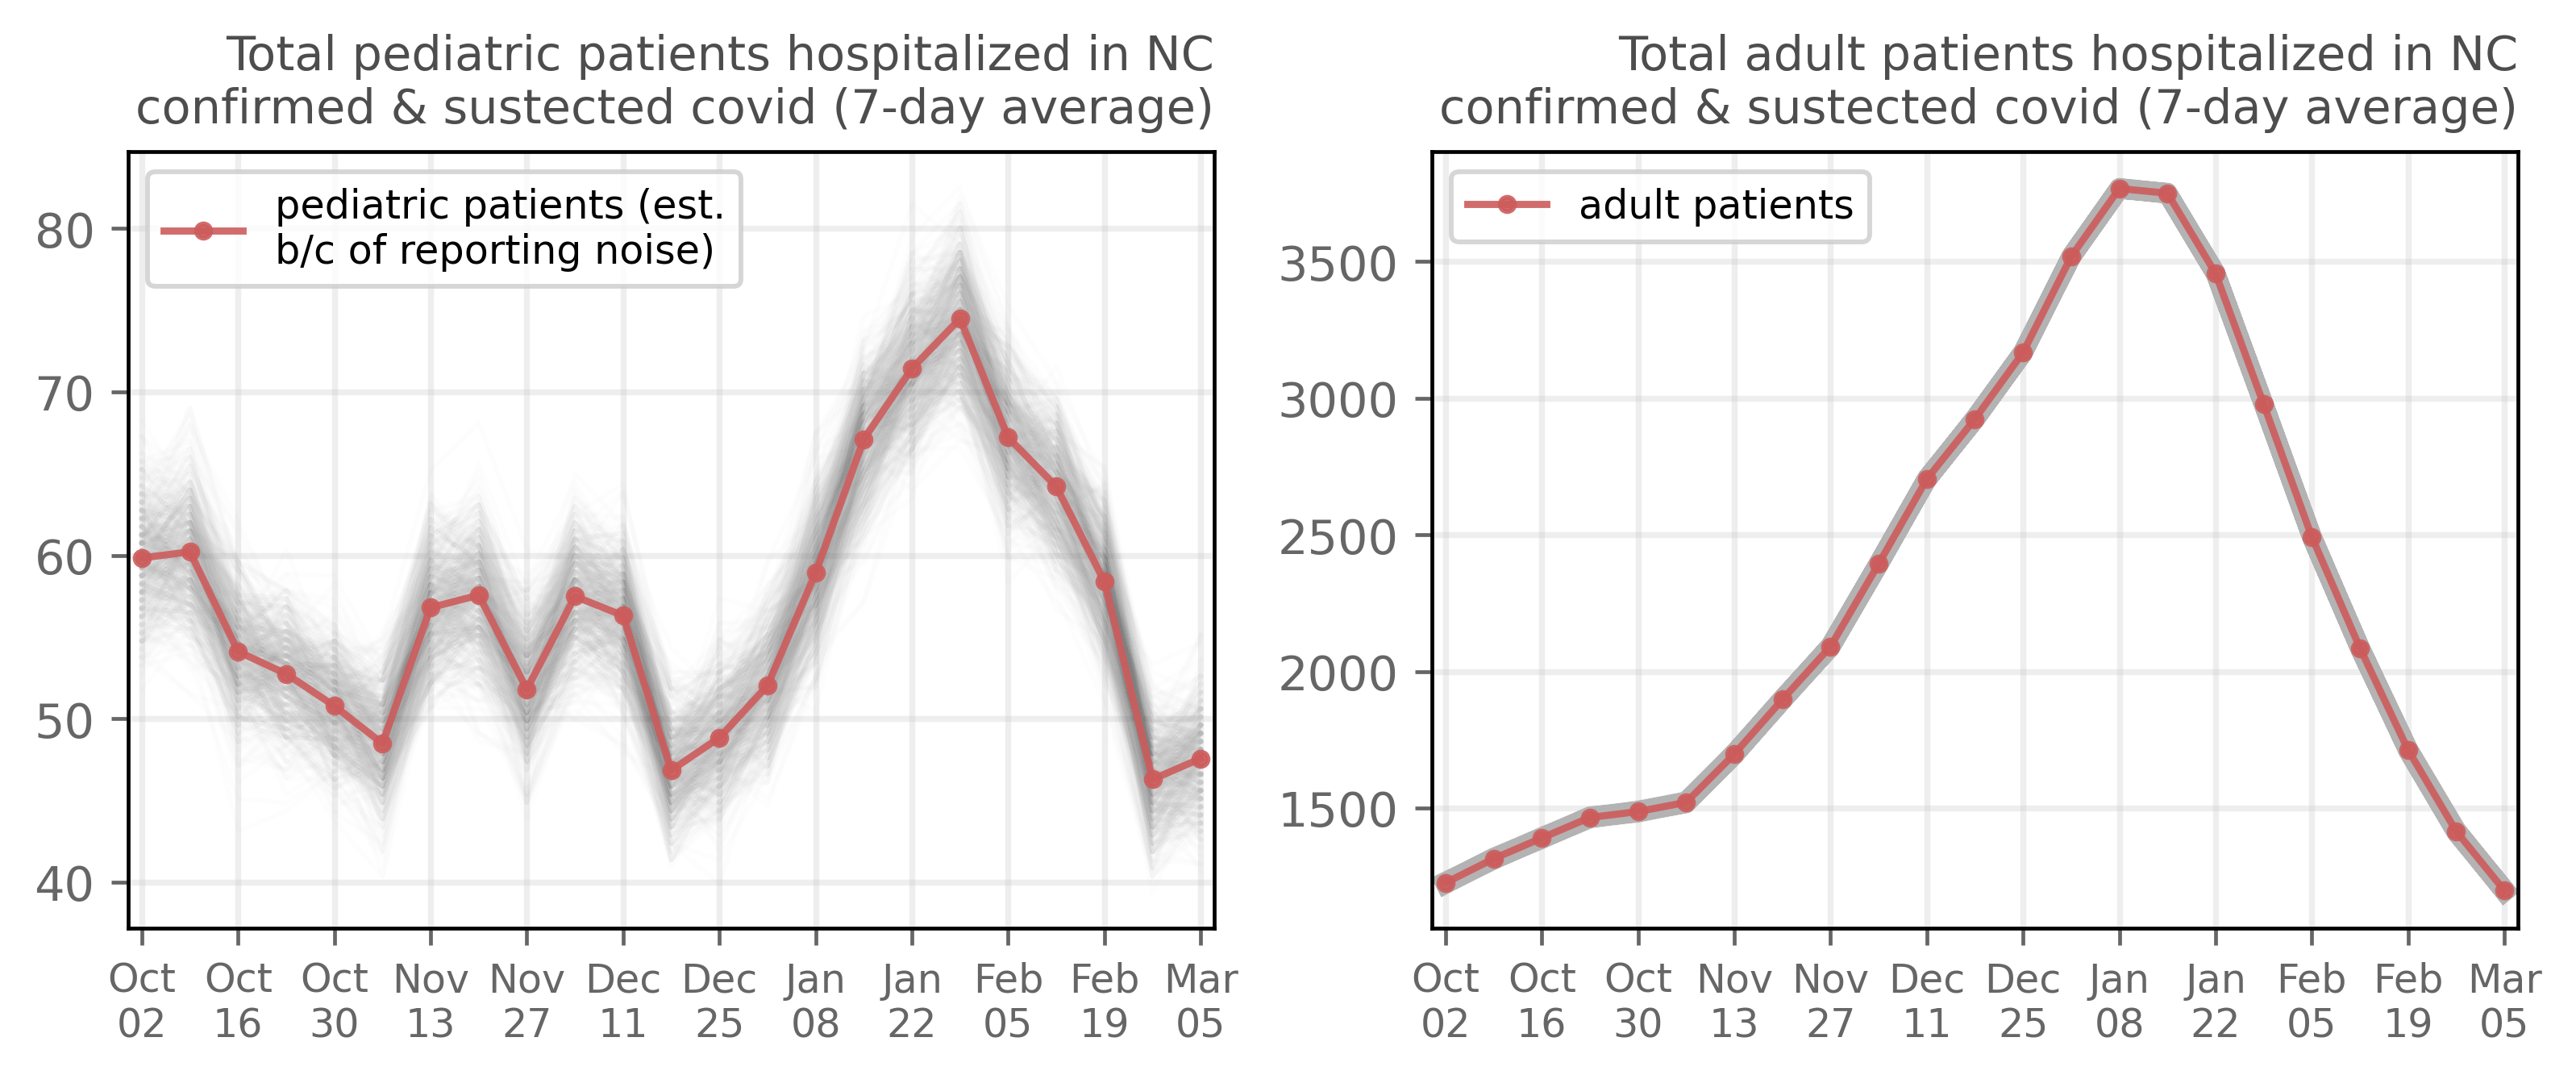 Total pediatric patients hospitalized in NC
confirmed & sustected covid (7-day average)
pediatric patients (est.
b/c of reporting noise)
80
70
60
50
40
Oct Oct Oct Nov Nov Dec Dec Jan Jan Feb Feb Mar
02 16 30 13 27 11 25 08 22 05 19 05
Total adult patients hospitalized in NC
confirmed & sustected covid (7-day average)
adult patients
3500
3000
2500
2000
1500
Oct Oct Oct Nov Nov Dec Dec Jan Jan Feb Feb Mar
02 16 30 13 27 11 25 08 22 05 19 05